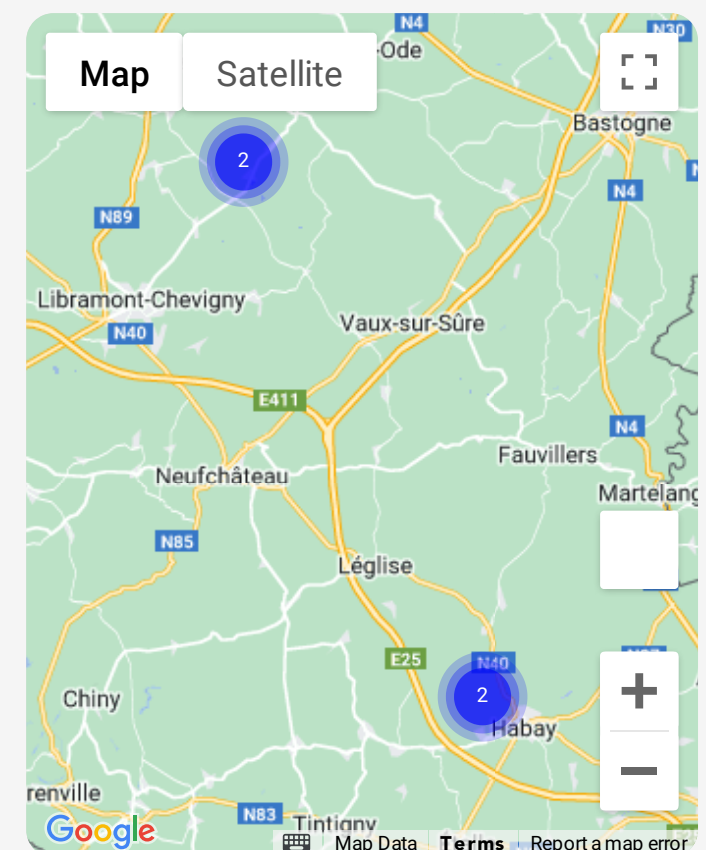 N4
N30
-Ode
Map
Satellite
Bastogne
2
N4
N89
Libramont-Chevigny
Vaux-sur-Sûre
N40
E411
N4
Fauvillers
Neufchâteau
Martelang
N85
Léglise
E25
N40
2
Chiny
Habay
renville
N83
Tintigny
Google
Map Data
Terms
Report a map error